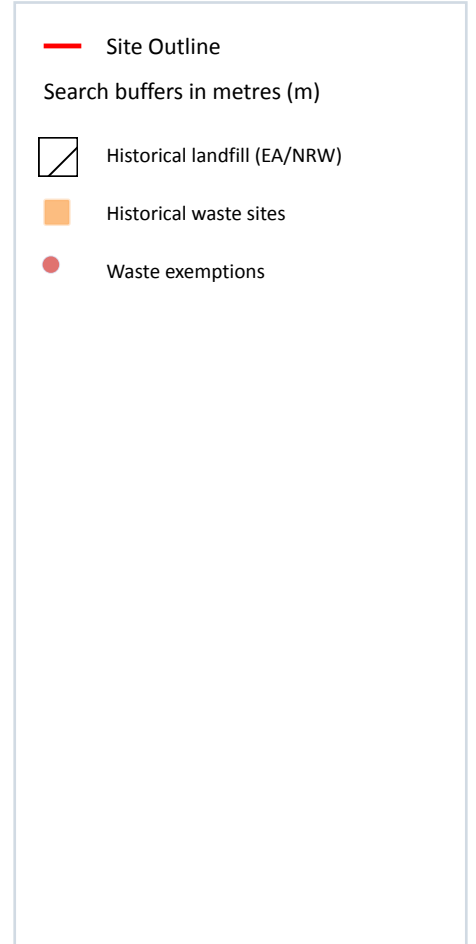 Site Outline
Search buffers in metres (m)
Historical landfill (EA/NRW)
Historical waste sites
Waste exemptions